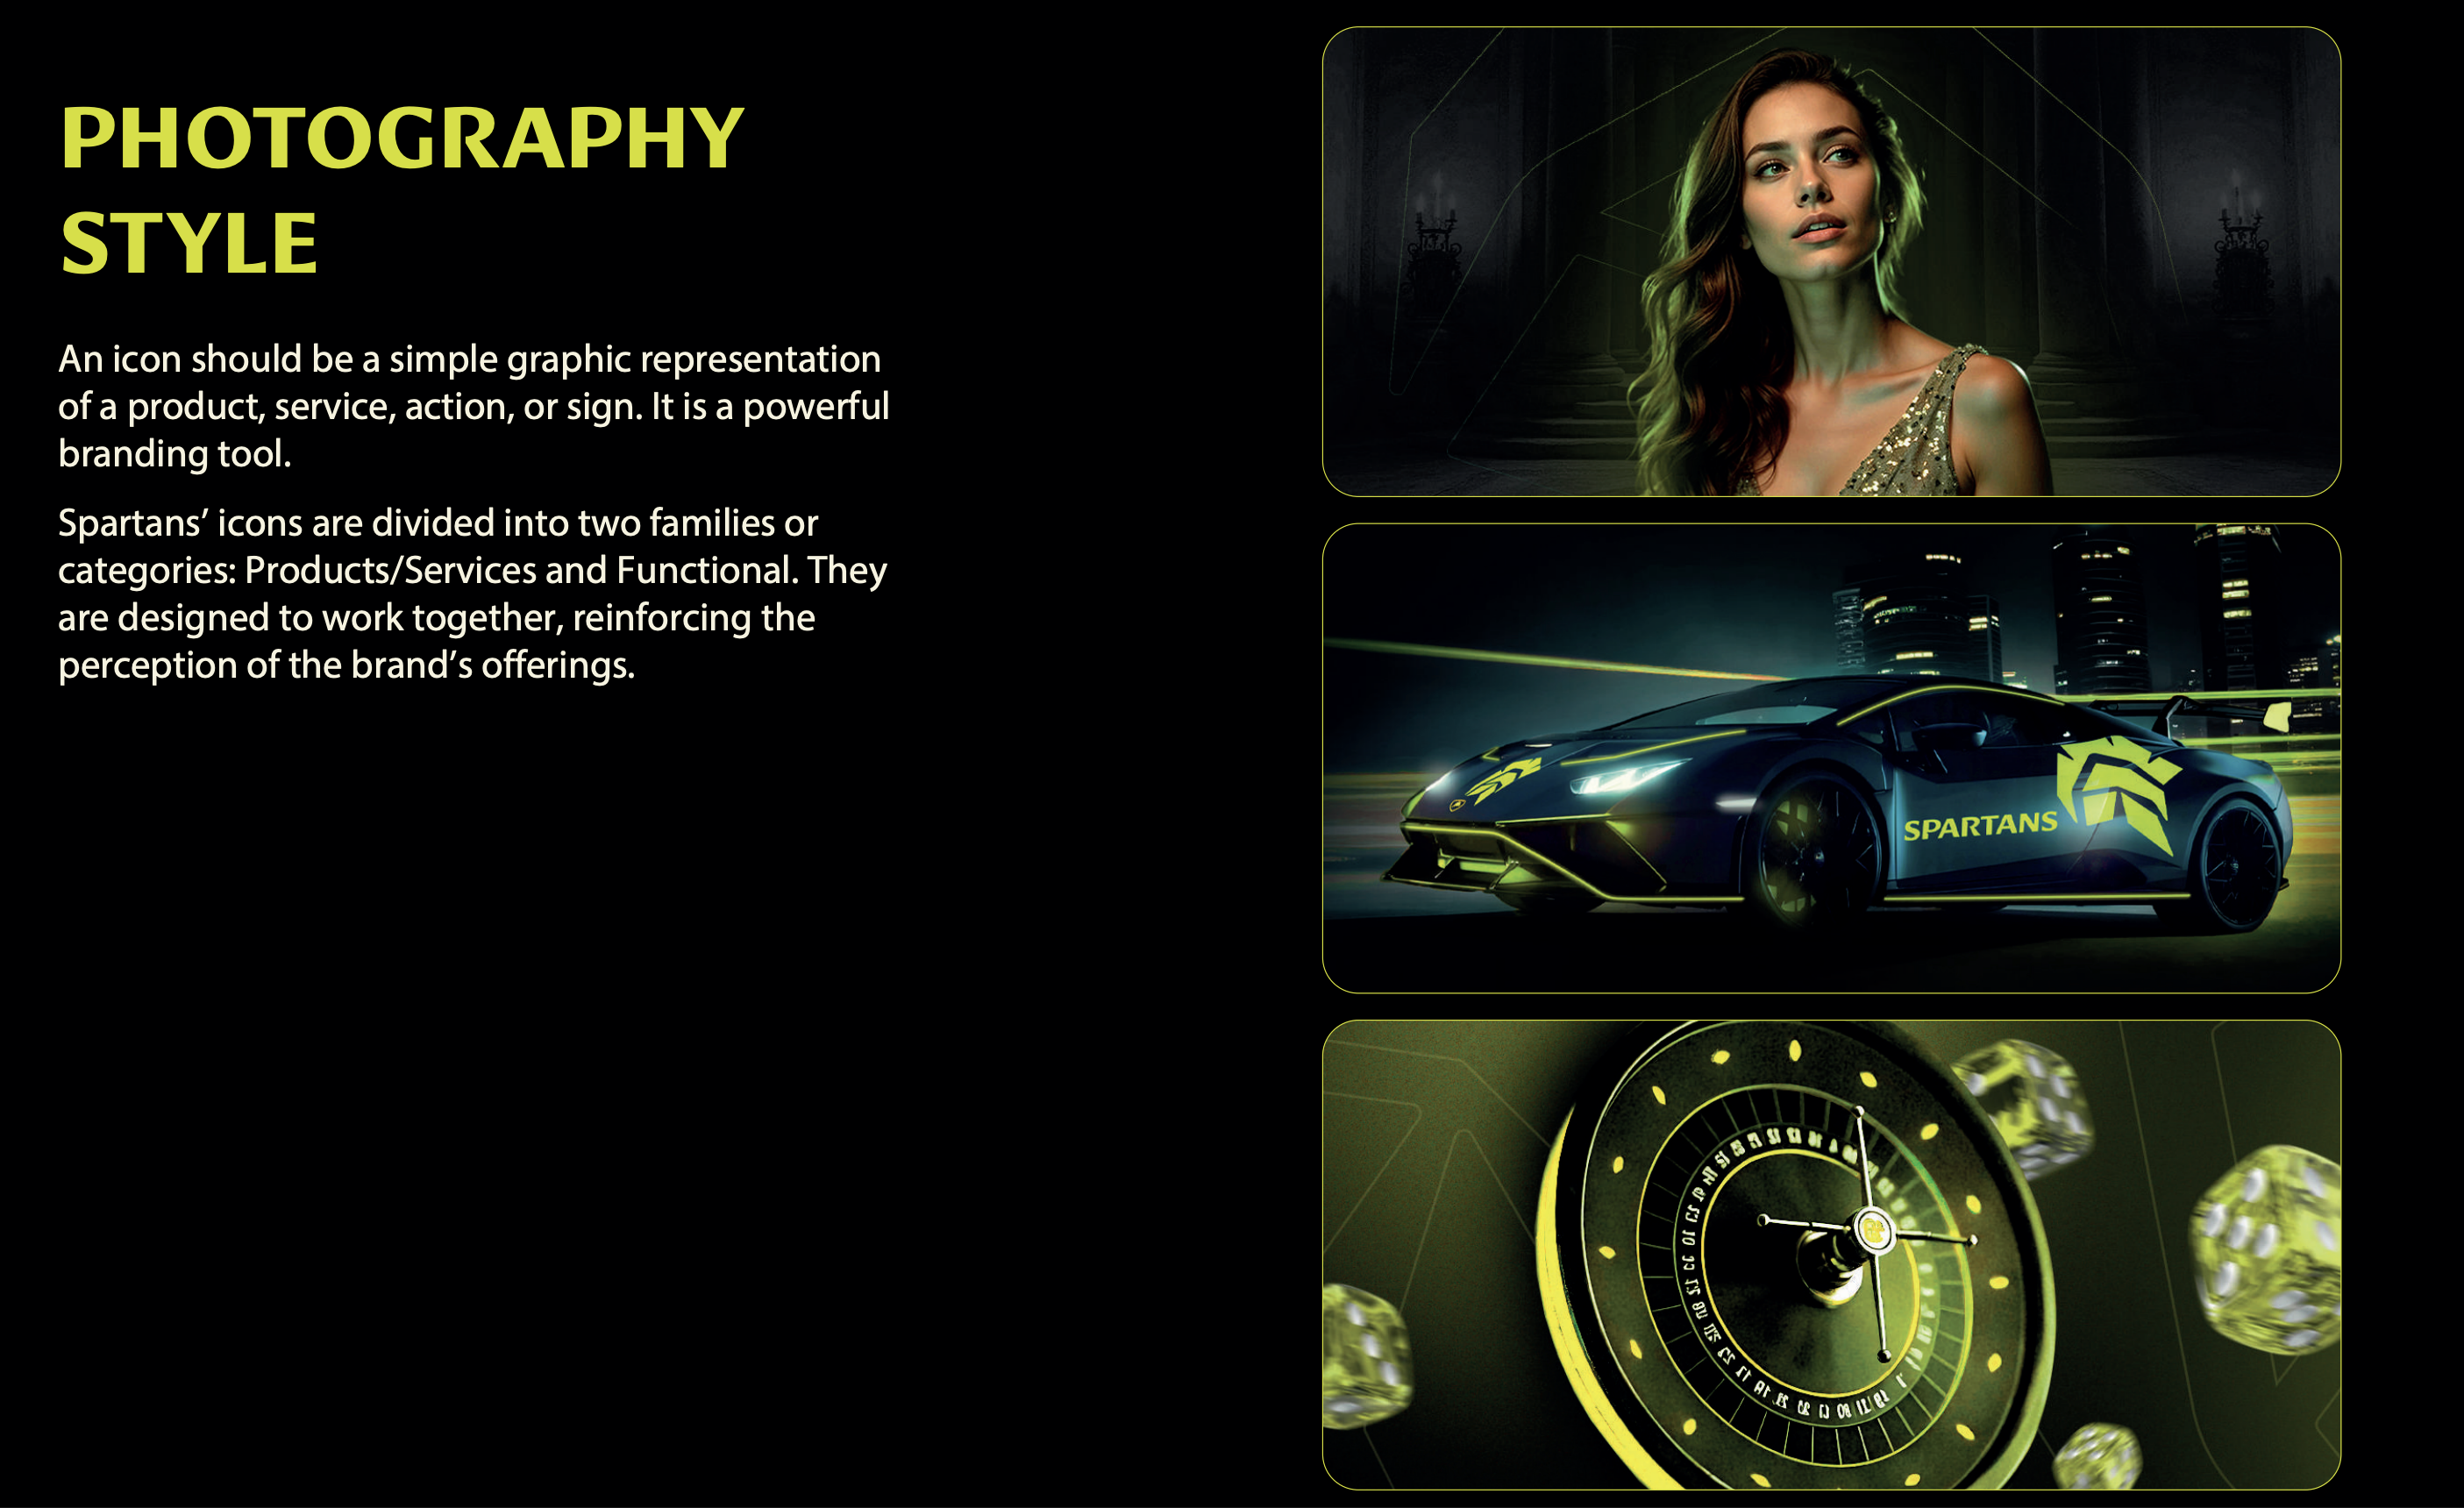 PHOTOGRAPHY
STYLE
An icon should be a simple graphic representation
of a product, service, action, or sign. It is a powerful
branding tool.
Spartans’ icons are divided into two families or
categories: Products/Services and Functional. They
are designed to work together, reinforcing the
perception of the brand’s offerings.
SPARTANS